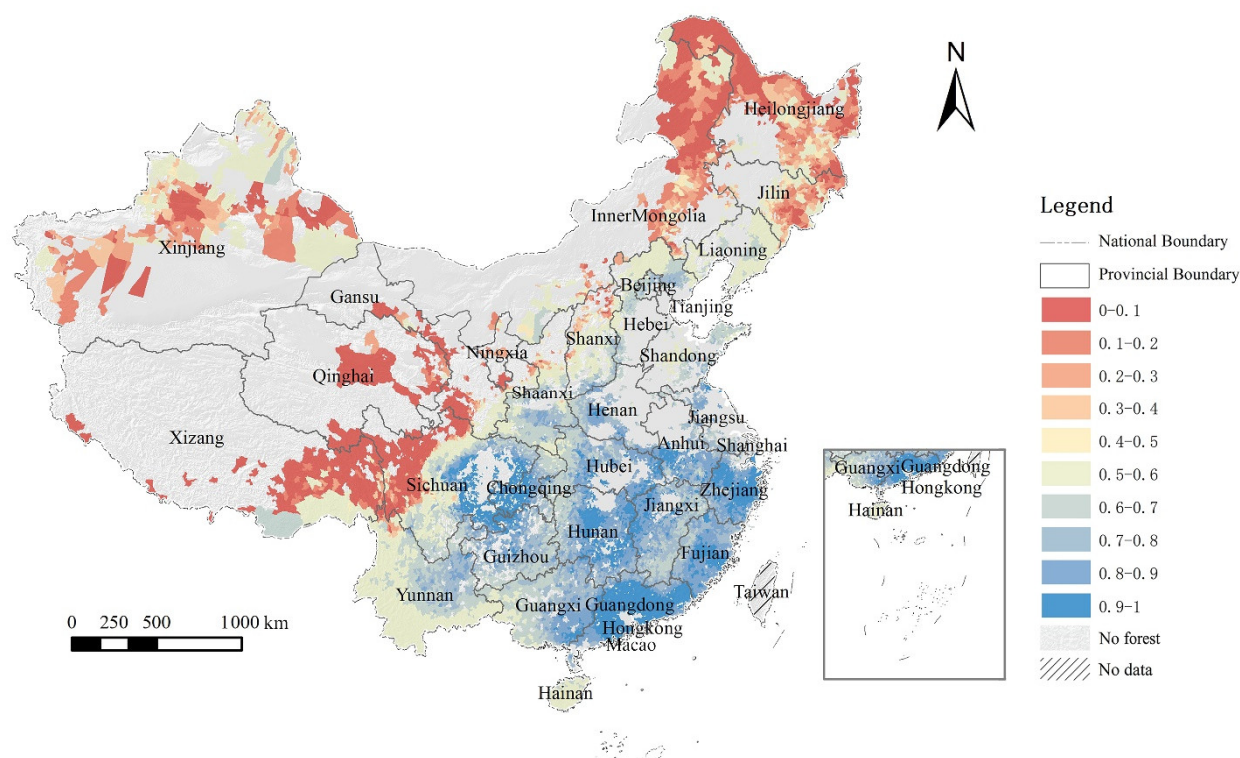 N
Heilongjiang
Jilin
InnerMongolia
Liaoning
Xinjiang
Beijing
Gansu
Tianjing
Hebei
Shanxi
Ningxia
Shandong
Qinghai
Shaanxi
Henan
Jiangsu
Xizang
Anhui
Shanghai
Hubei
Sichuan
Chongqing
Zhejiang
Jiangxi
Hunan
Guizhou
Fujian
Yunnan
Taiwan
Guangxi
Guangdong
Hongkong
Macao
Hainan
0 250 500 1000 km
Guangxi
Guangdong
Hongkong
Hainan
Legend
National Boundary
Provincial Boundary
0-0.1
0.1-0.2
0.2-0.3
0.3-0.4
0.4-0.5
0.5-0.6
0.6-0.7
0.7-0.8
0.8-0.9
0.9-1
No forest
No data